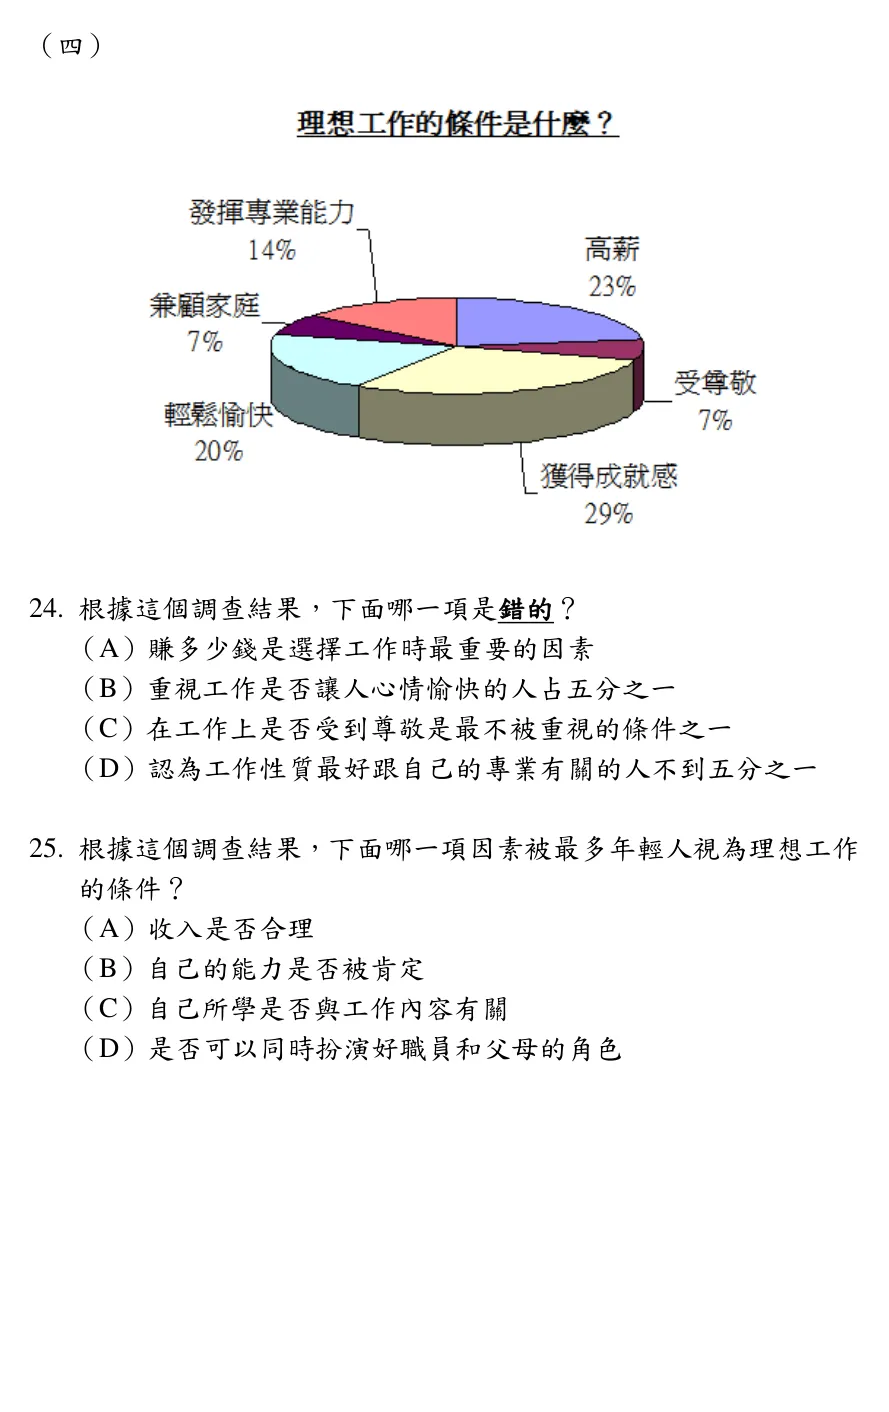 （四）
理想工作的條件是什麼？
發揮專業能力
14%
高薪
23%
兼顧家庭
7%
受尊敬
7%
輕鬆愉快
20%
獲得成就感
29%
24. 根據這個調查結果，下面哪一項是錯的？
（A）賺多少錢是選擇工作時最重要的因素
（B）重視工作是否讓人心情愉快的人占五分之一
（C）在工作上是否受到尊敬是最不被重視的條件之一
（D）認為工作性質最好跟自己的專業有關的人不到五分之一
25. 根據這個調查結果，下面哪一項因素被最多年輕人視為理想工作
的條件？
（A）收入是否合理
（B）自己的能力是否被肯定
（C）自己所學是否與工作內容有關
（D）是否可以同時扮演好職員和父母的角色